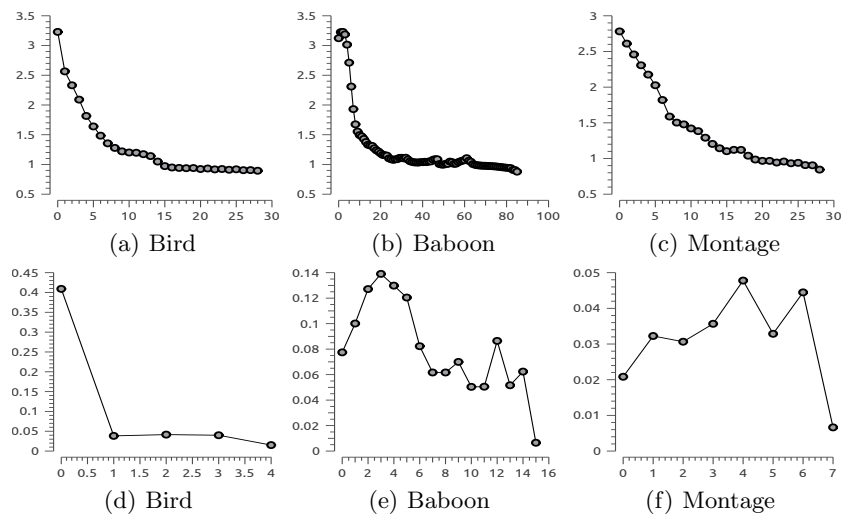 3.5 3 2.5 2 1.5 1 0.5
0 5 10 15 20 25 30
(a) Bird
3.5 3 2.5 2 1.5 1 0.5
0 20 40 60 80 100
(b) Baboon
3 2.5 2 1.5 1 0.5
0 5 10 15 20 25 30
(c) Montage
0.45 0.4 0.35 0.3 0.25 0.2 0.15 0.1 0.05 0
0 0.5 1 1.5 2 2.5 3 3.5 4
(d) Bird
0.14 0.12 0.1 0.08 0.06 0.04 0.02 0
0 2 4 6 8 10 12 14 16
(e) Baboon
0.05 0.04 0.03 0.02 0.01 0
0 1 2 3 4 5 6 7
(f) Montage